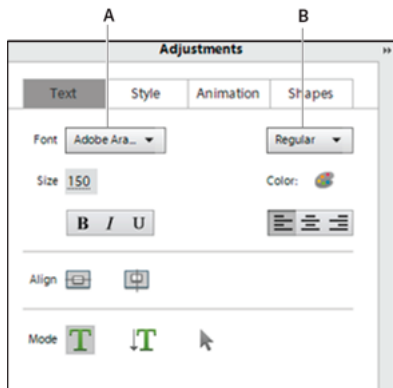 A B
Adjustments
Text Style Animation Shapes
Font Adobe Ara... Regular
Size 150 Color:
B I U
Align
Mode T T